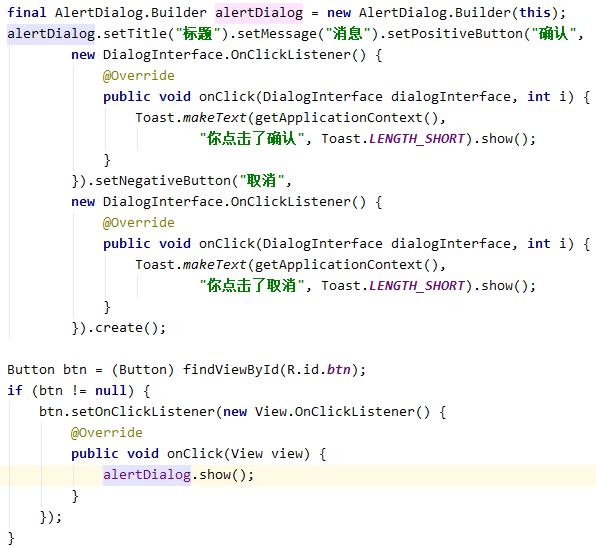 final AlertDialog.Builder alertDialog = new AlertDialog.Builder(this);
alertDialog.setTitle("标题").setMessage("消息").setPositiveButton("确认",
        new DialogInterface.OnClickListener() {
            @Override
            public void onClick(DialogInterface dialogInterface, int i) {
                Toast.makeText(getApplicationContext(),
                        "你点击了确认", Toast.LENGTH_SHORT).show();
            }
        }).setNegativeButton("取消",
        new DialogInterface.OnClickListener() {
            @Override
            public void onClick(DialogInterface dialogInterface, int i) {
                Toast.makeText(getApplicationContext(),
                        "你点击了取消", Toast.LENGTH_SHORT).show();
            }
        }).create();

Button btn = (Button) findViewById(R.id.btn);
if (btn != null) {
    btn.setOnClickListener(new View.OnClickListener() {
        @Override
        public void onClick(View view) {
            alertDialog.show();
        }
    });
}